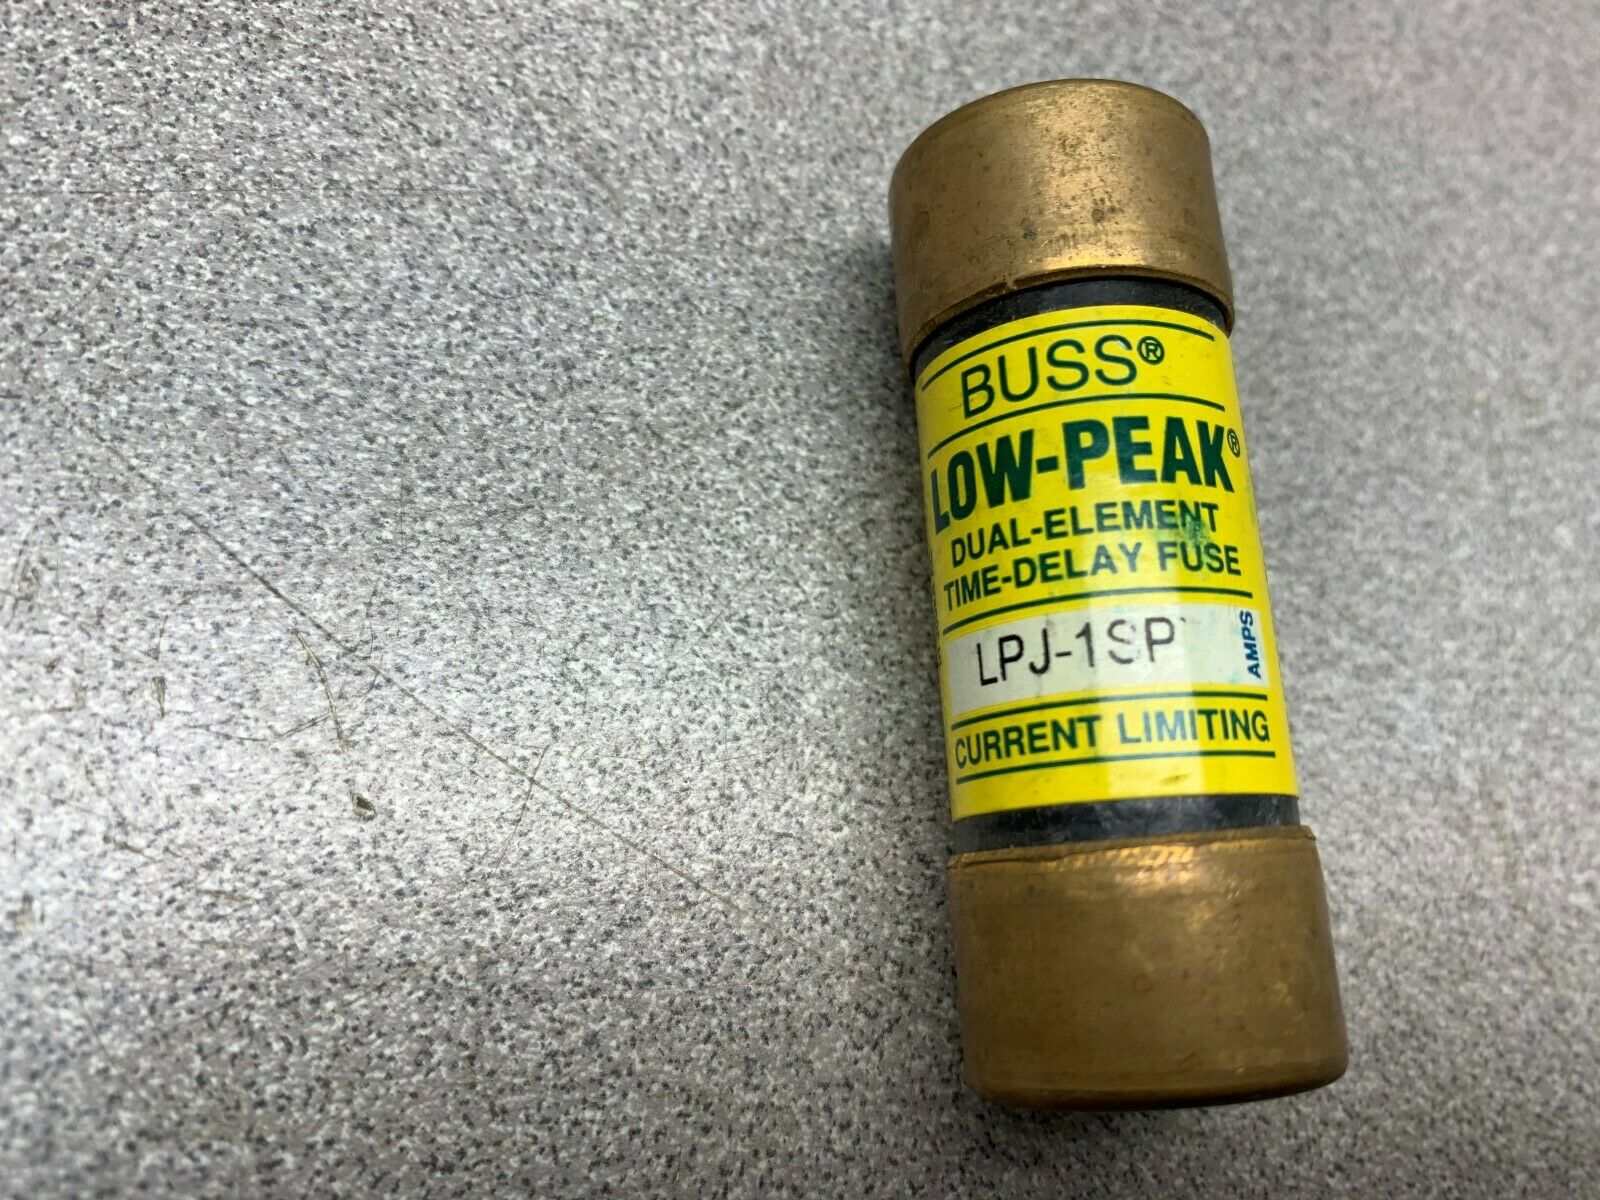 BUSS®
LOW-PEAK®
DUAL-ELEMENT
TIME-DELAY FUSE
LPJ-1SP
AMPS
CURRENT LIMITING